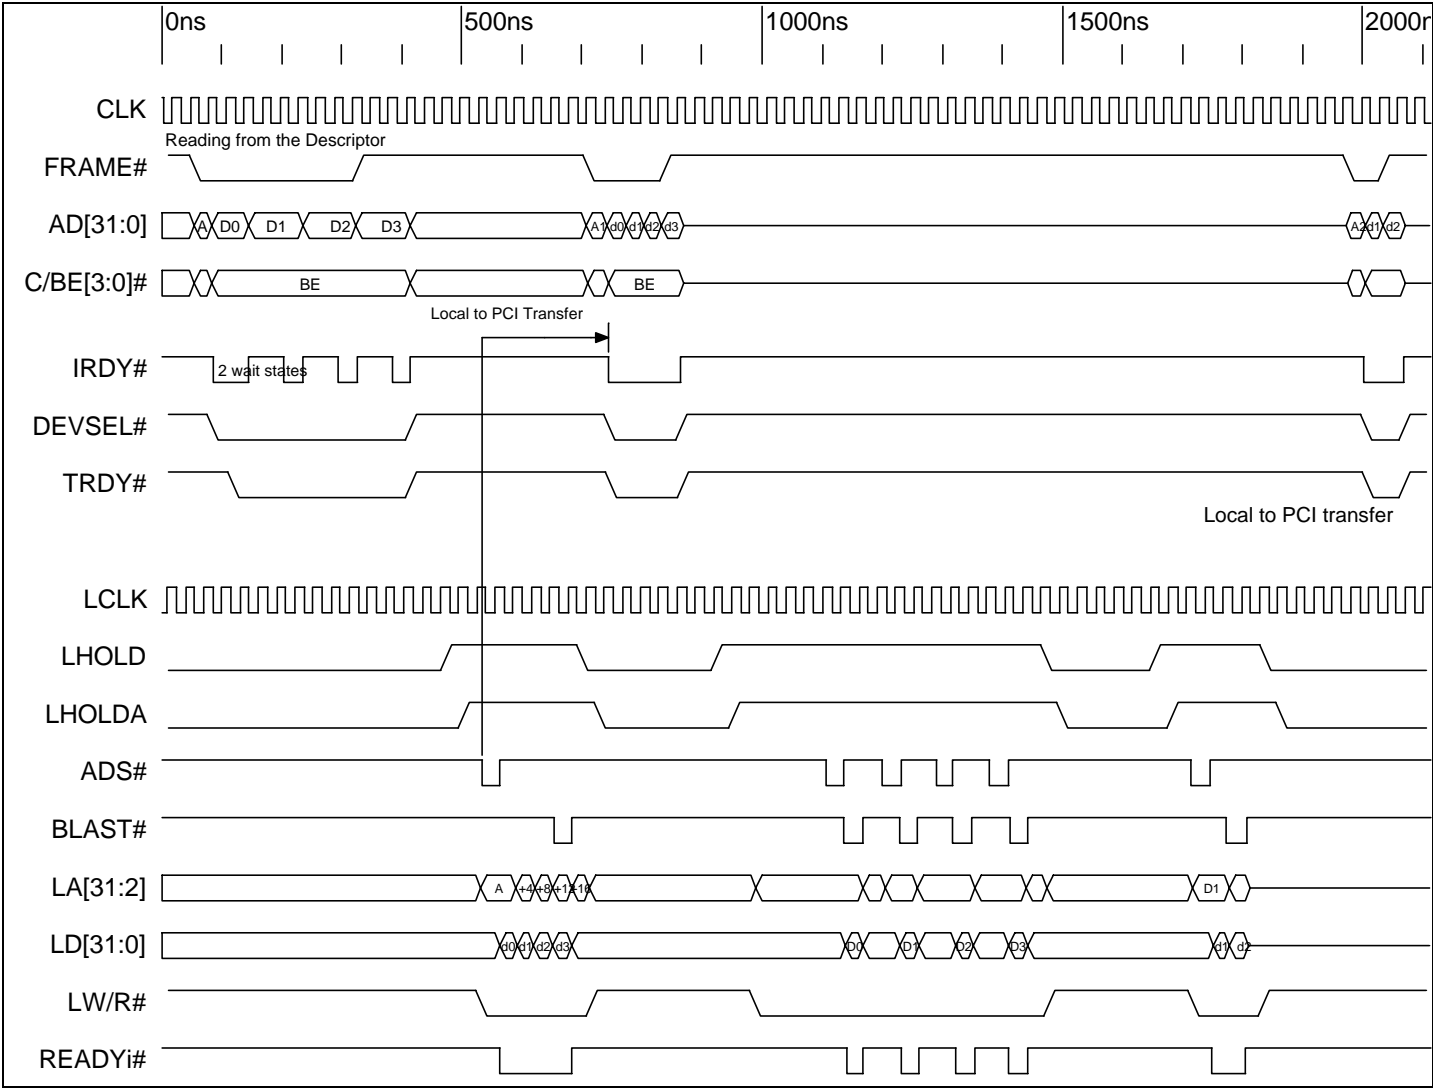 0ns 500ns 1000ns 1500ns 2000n
CLK
Reading from the Descriptor
FRAME#
AD[31:0] A D0 D1 D2 D3 A1 d0 d1 d2 d3 A2 d1 d2
C/BE[3:0]# BE BE
Local to PCI Transfer
IRDY# 2 wait states
DEVSEL#
TRDY#
Local to PCI transfer
LCLK
LHOLD
LHOLDA
ADS#
BLAST#
LA[31:2] A +4 +8 +12 +16 D1
LD[31:0] d0 d1 d2 d3 D0 D1 D2 D3 d1 d2
LW/R#
READYi#